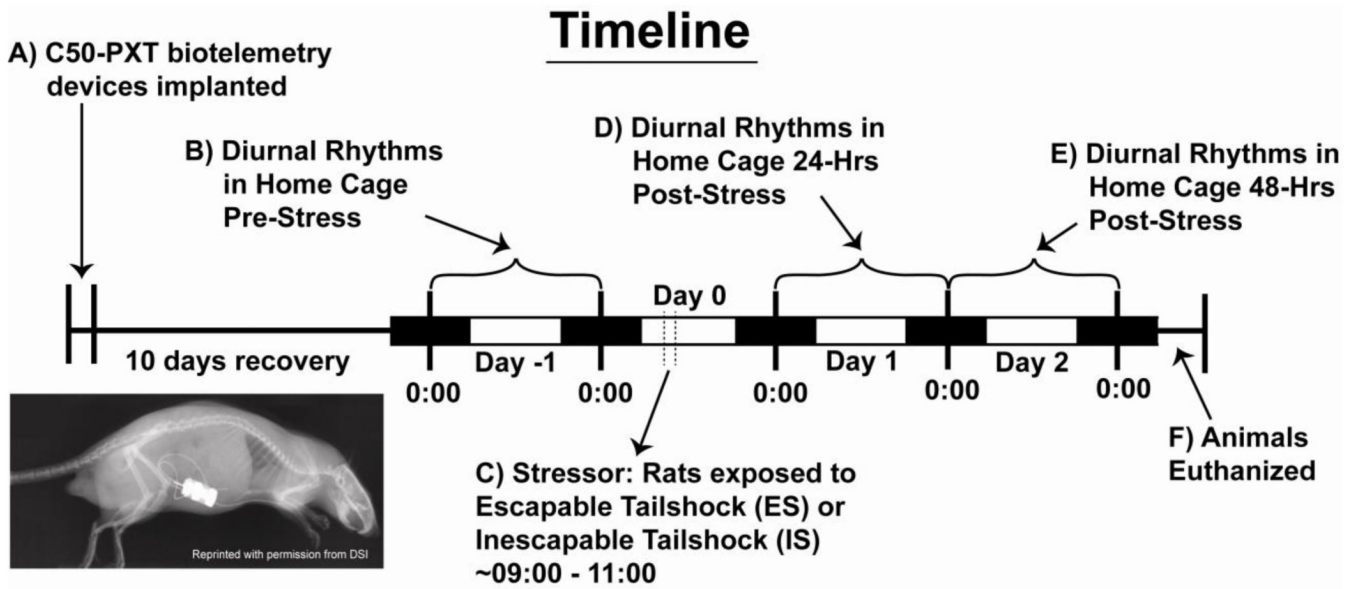 Timeline
A) C50-PXT biotelemetry
devices implanted
B) Diurnal Rhythms
in Home Cage
Pre-Stress
D) Diurnal Rhythms in
Home Cage 24-Hrs
Post-Stress
E) Diurnal Rhythms in
Home Cage 48-Hrs
Post-Stress
Day 0
10 days recovery
Day -1
Day 1
Day 2
0:00
0:00
0:00
0:00
0:00
C) Stressor: Rats exposed to
Escapable Tailshock (ES) or
Inescapable Tailshock (IS)
~09:00 - 11:00
F) Animals
Euthanized
Reprinted with permission from DSI